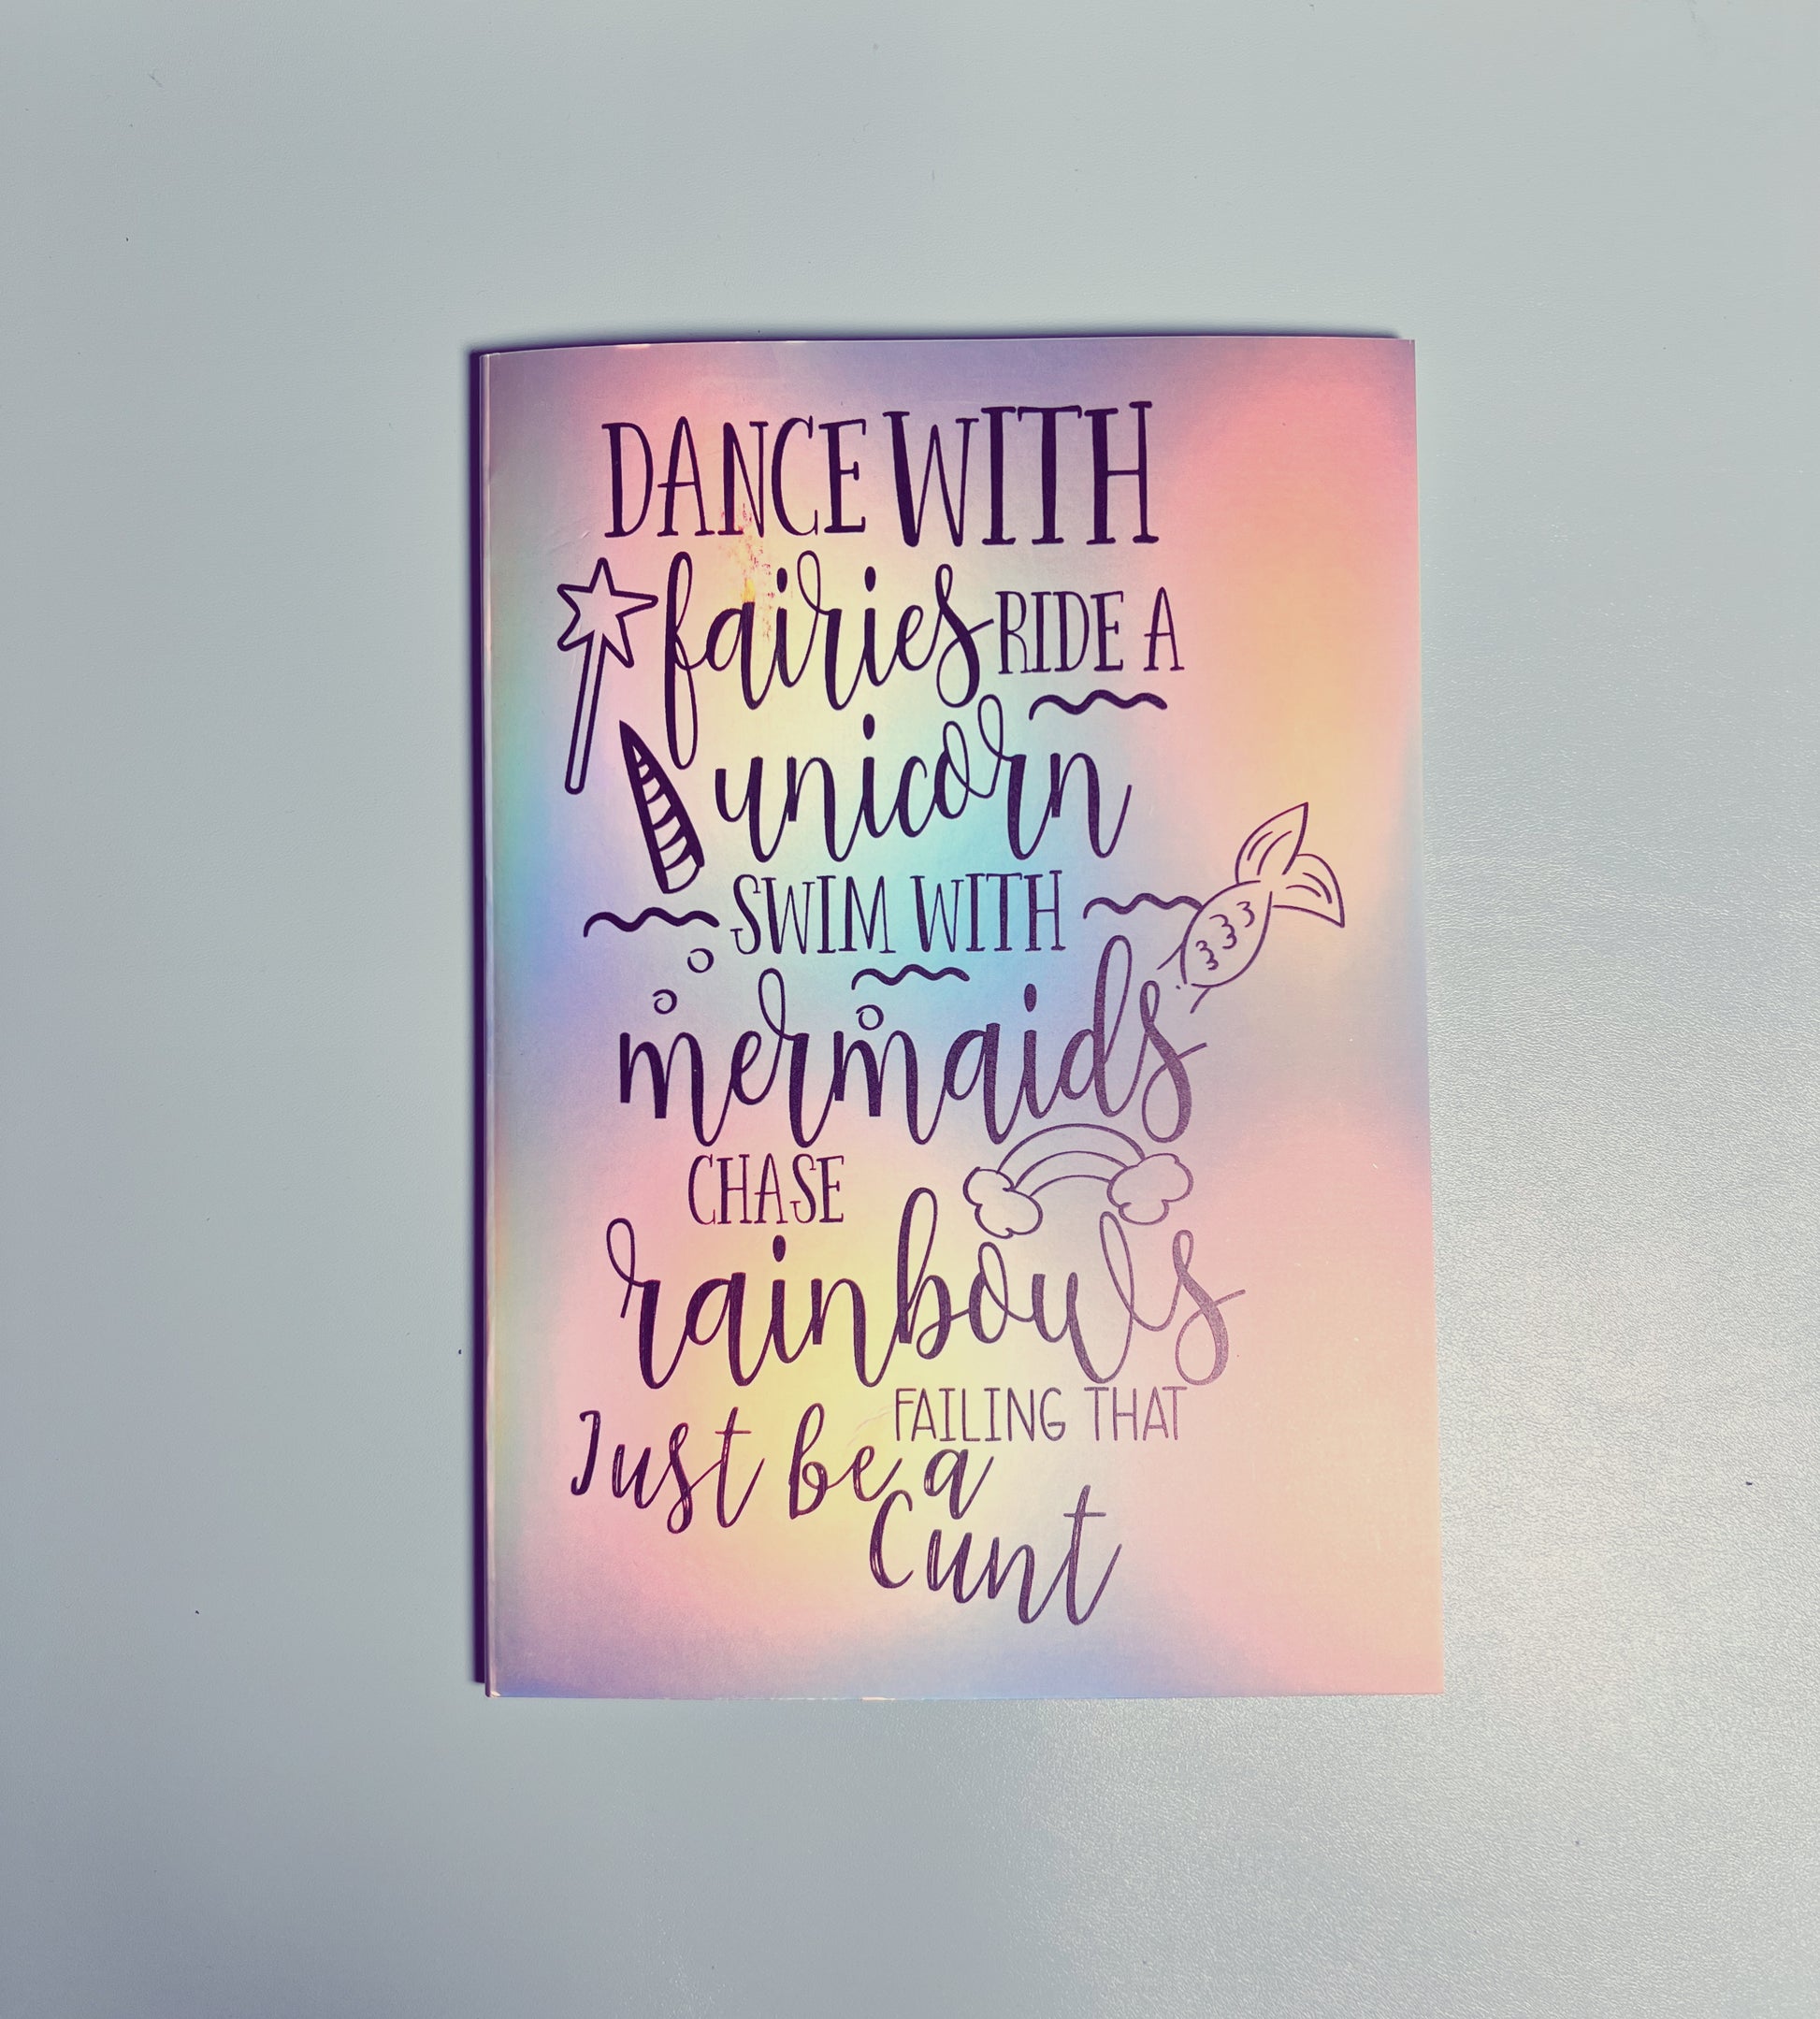 DANCE WITH
fairies RIDE A
unicorn
SWIM WITH
mermaids
CHASE
rainbows
FAILING THAT
Just be a
Cunt